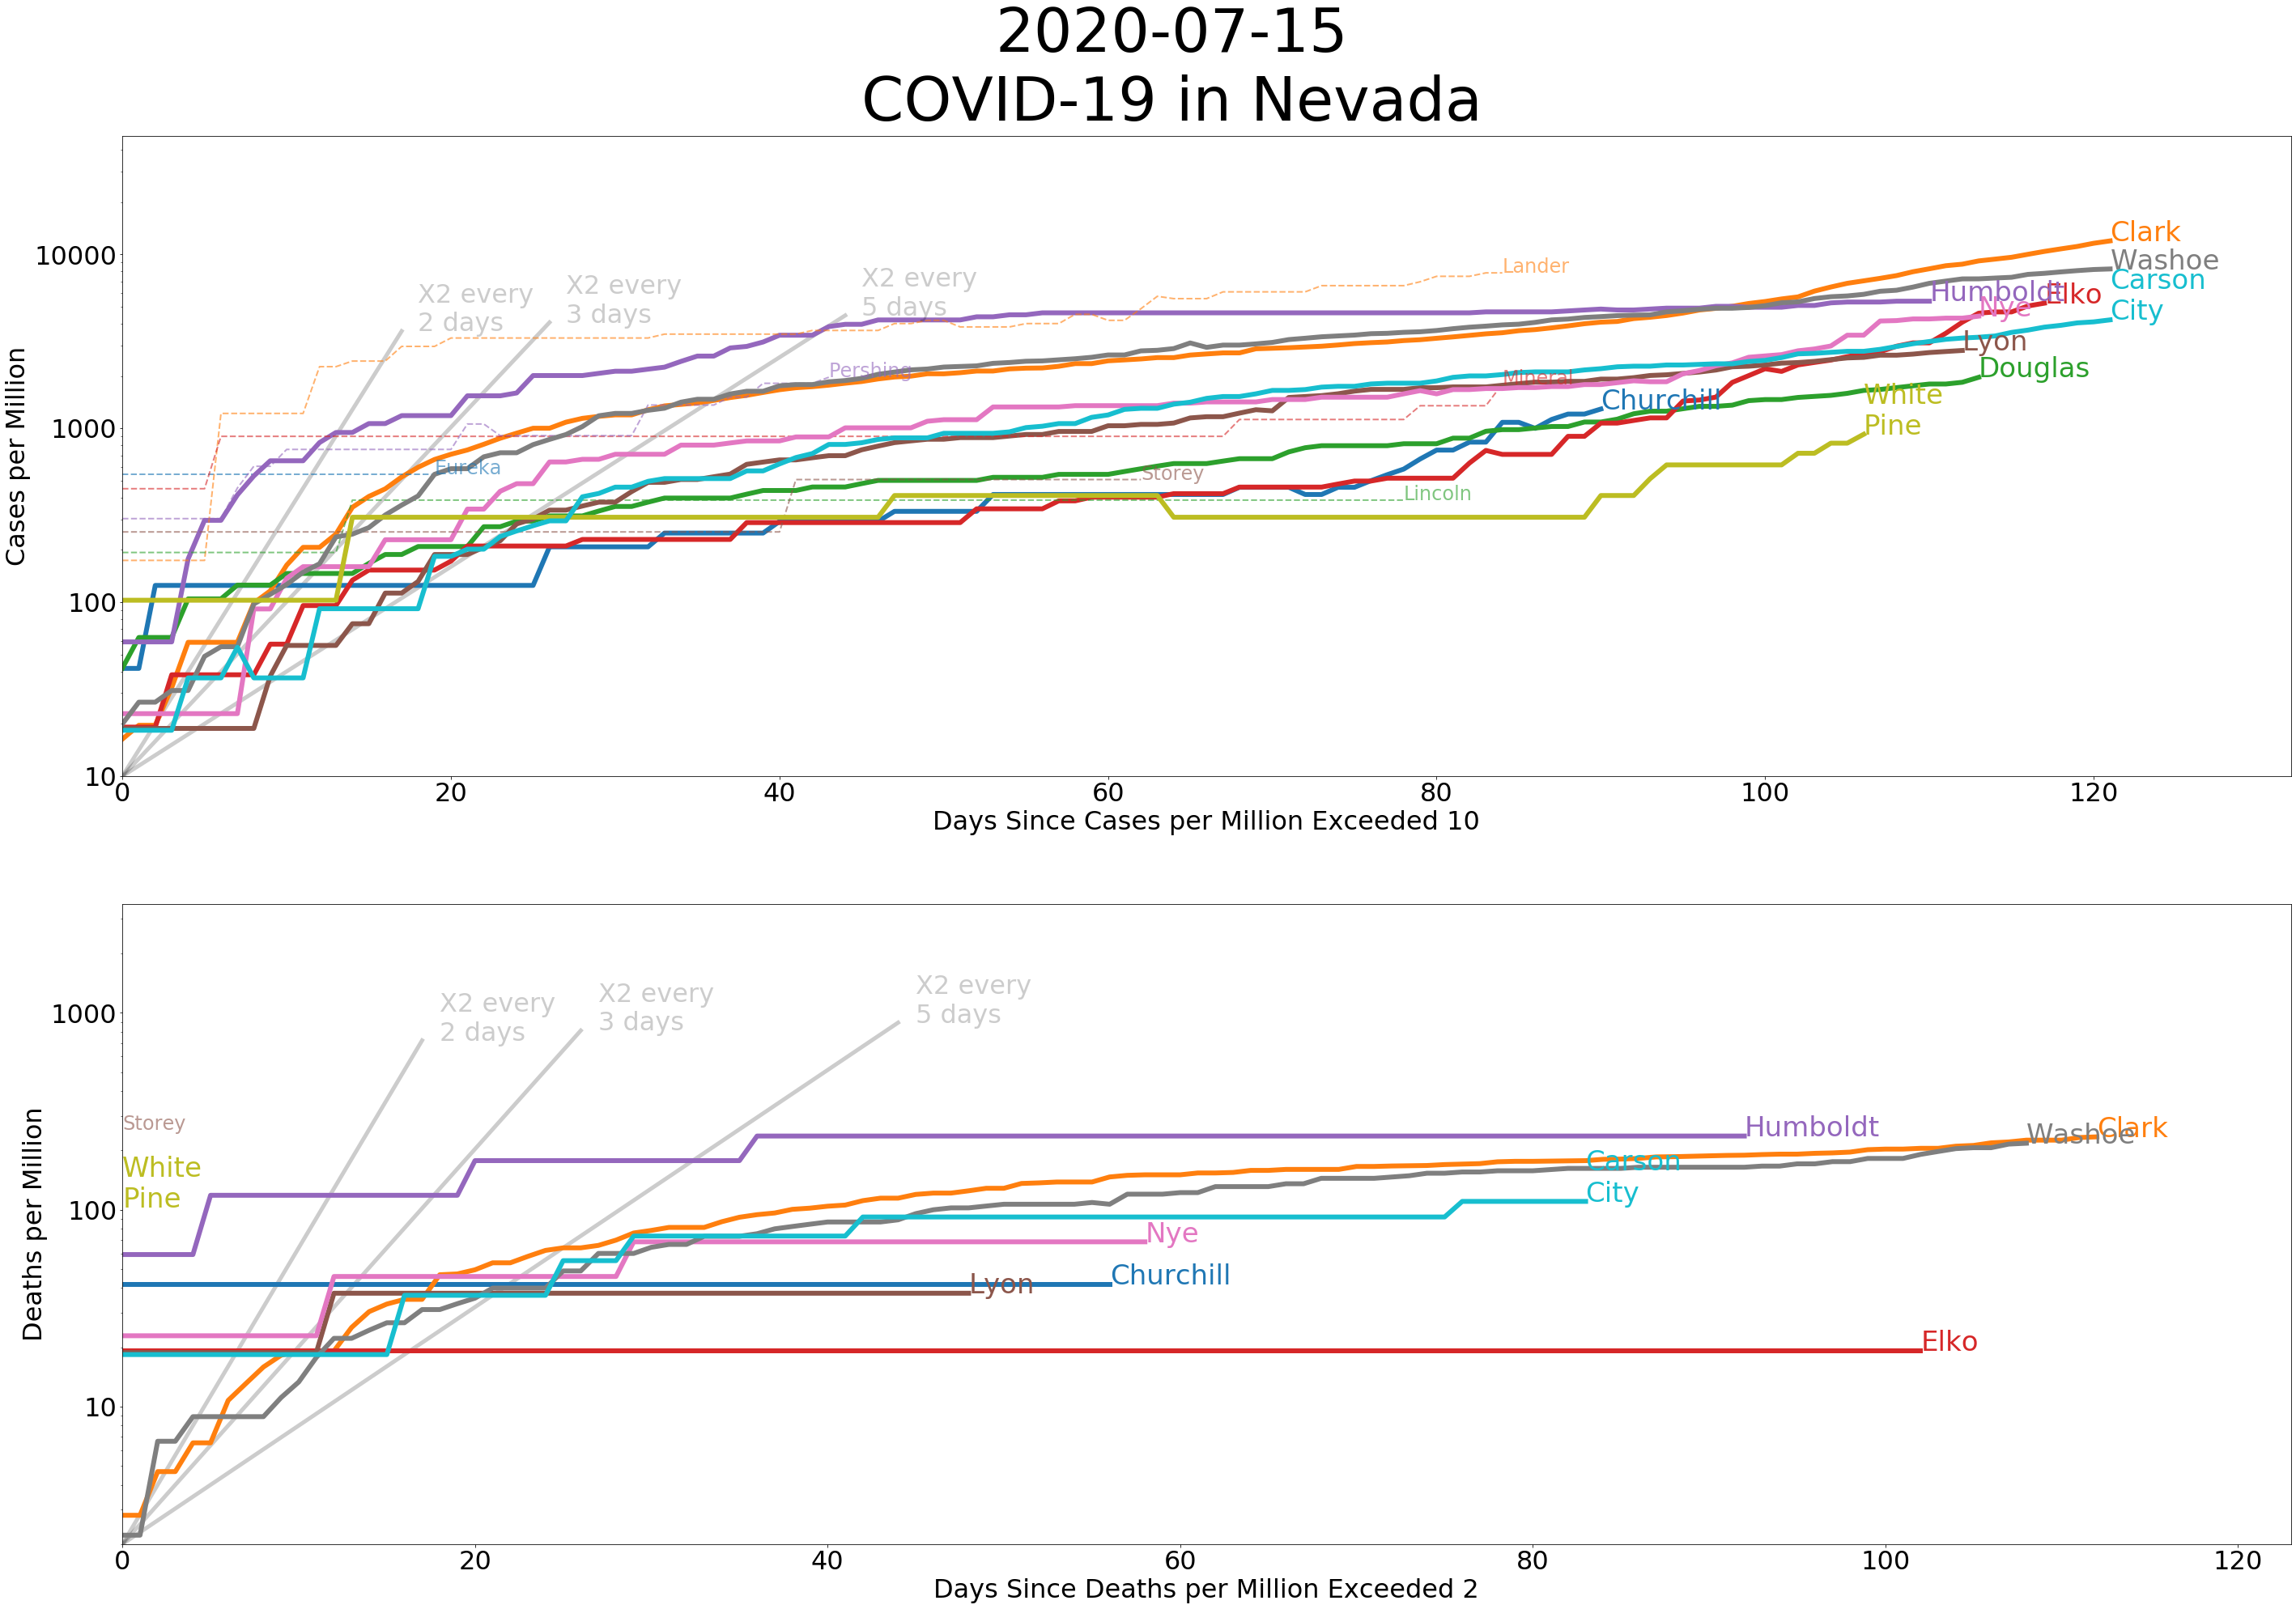 2020-07-15
COVID-19 in Nevada
Cases per Million
10000
1000
100
10
X2 every
2 days
X2 every
3 days
X2 every
5 days
Clark
Washoe
Carson
City
Humboldt
Elko
Nye
Lyon
Douglas
Lander
Pershing
Mineral
Churchill
White
Pine
Eureka
Storey
Lincoln
0
20
40
60
80
100
120
Days Since Cases per Million Exceeded 10
Deaths per Million
1000
100
10
X2 every
2 days
X2 every
3 days
X2 every
5 days
Storey
White
Pine
Humboldt
Clark
Washoe
Carson
City
Nye
Churchill
Lyon
Elko
0
20
40
60
80
100
120
Days Since Deaths per Million Exceeded 2